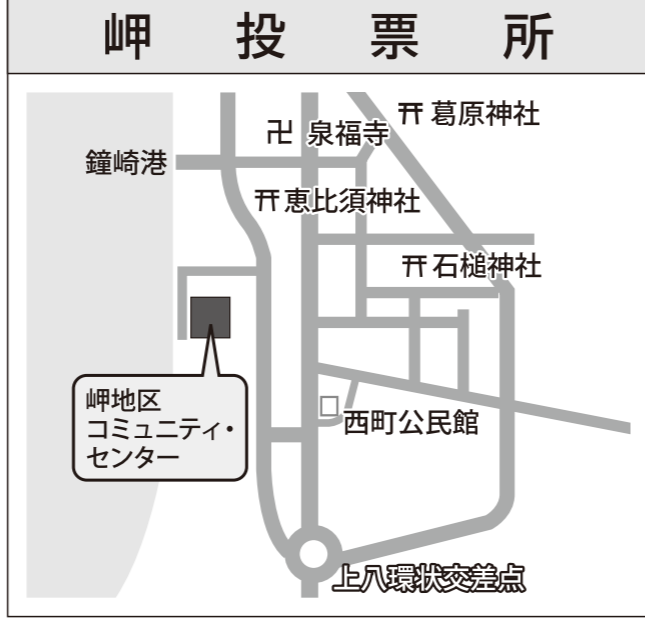 岬投票所
卍 泉福寺
葛原神社
鐘崎港
恵比須神社
石槌神社
岬地区
コミュニティ・
センター
西町公民館
上八環状交差点